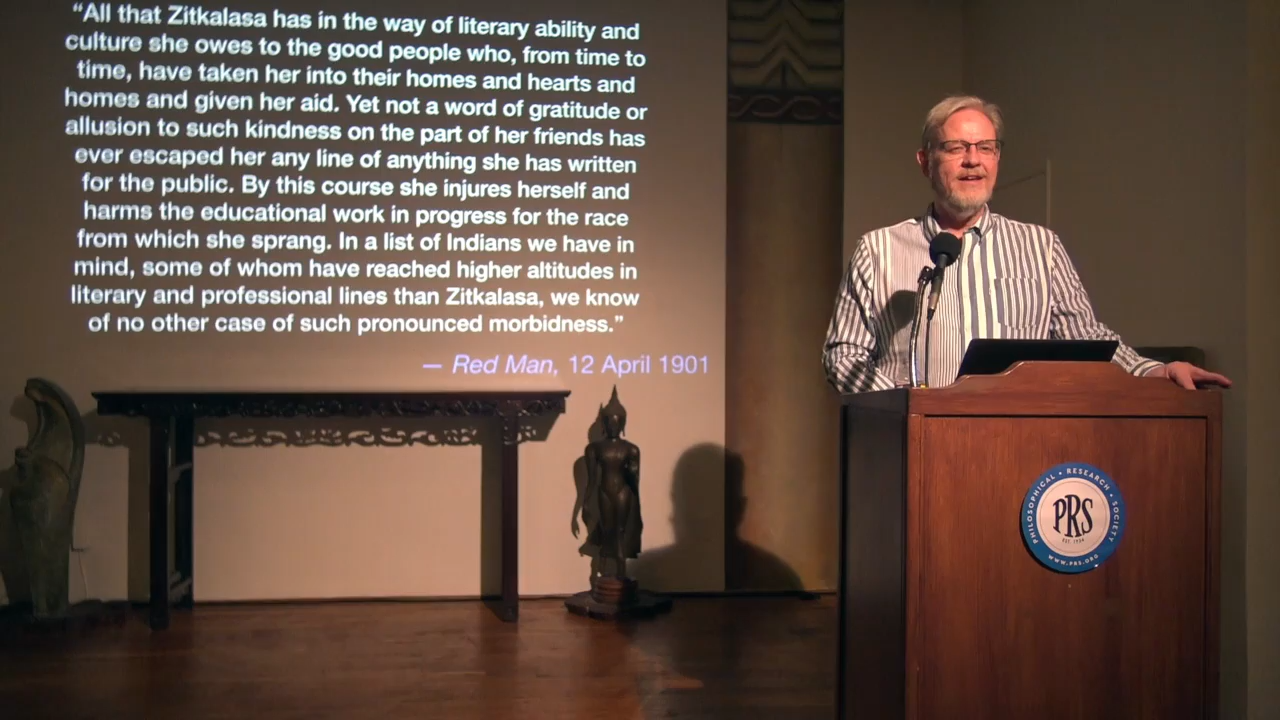 “All that Zitkalasa has in the way of literary ability and
culture she owes to the good people who, from time to
time, have taken her into their homes and hearts and
homes and given her aid. Yet not a word of gratitude or
allusion to such kindness on the part of her friends has
ever escaped her any line of anything she has written
for the public. By this course she injures herself and
harms the educational work in progress for the race
from which she sprang. In a list of Indians we have in
mind, some of whom have reached higher altitudes in
literary and professional lines than Zitkalasa, we know
of no other case of such pronounced morbidness.”
— Red Man, 12 April 1901
PHILOSOPHICAL • RESEARCH • SOCIETY
PRS
EST. 1934
WWW.PRS.ORG